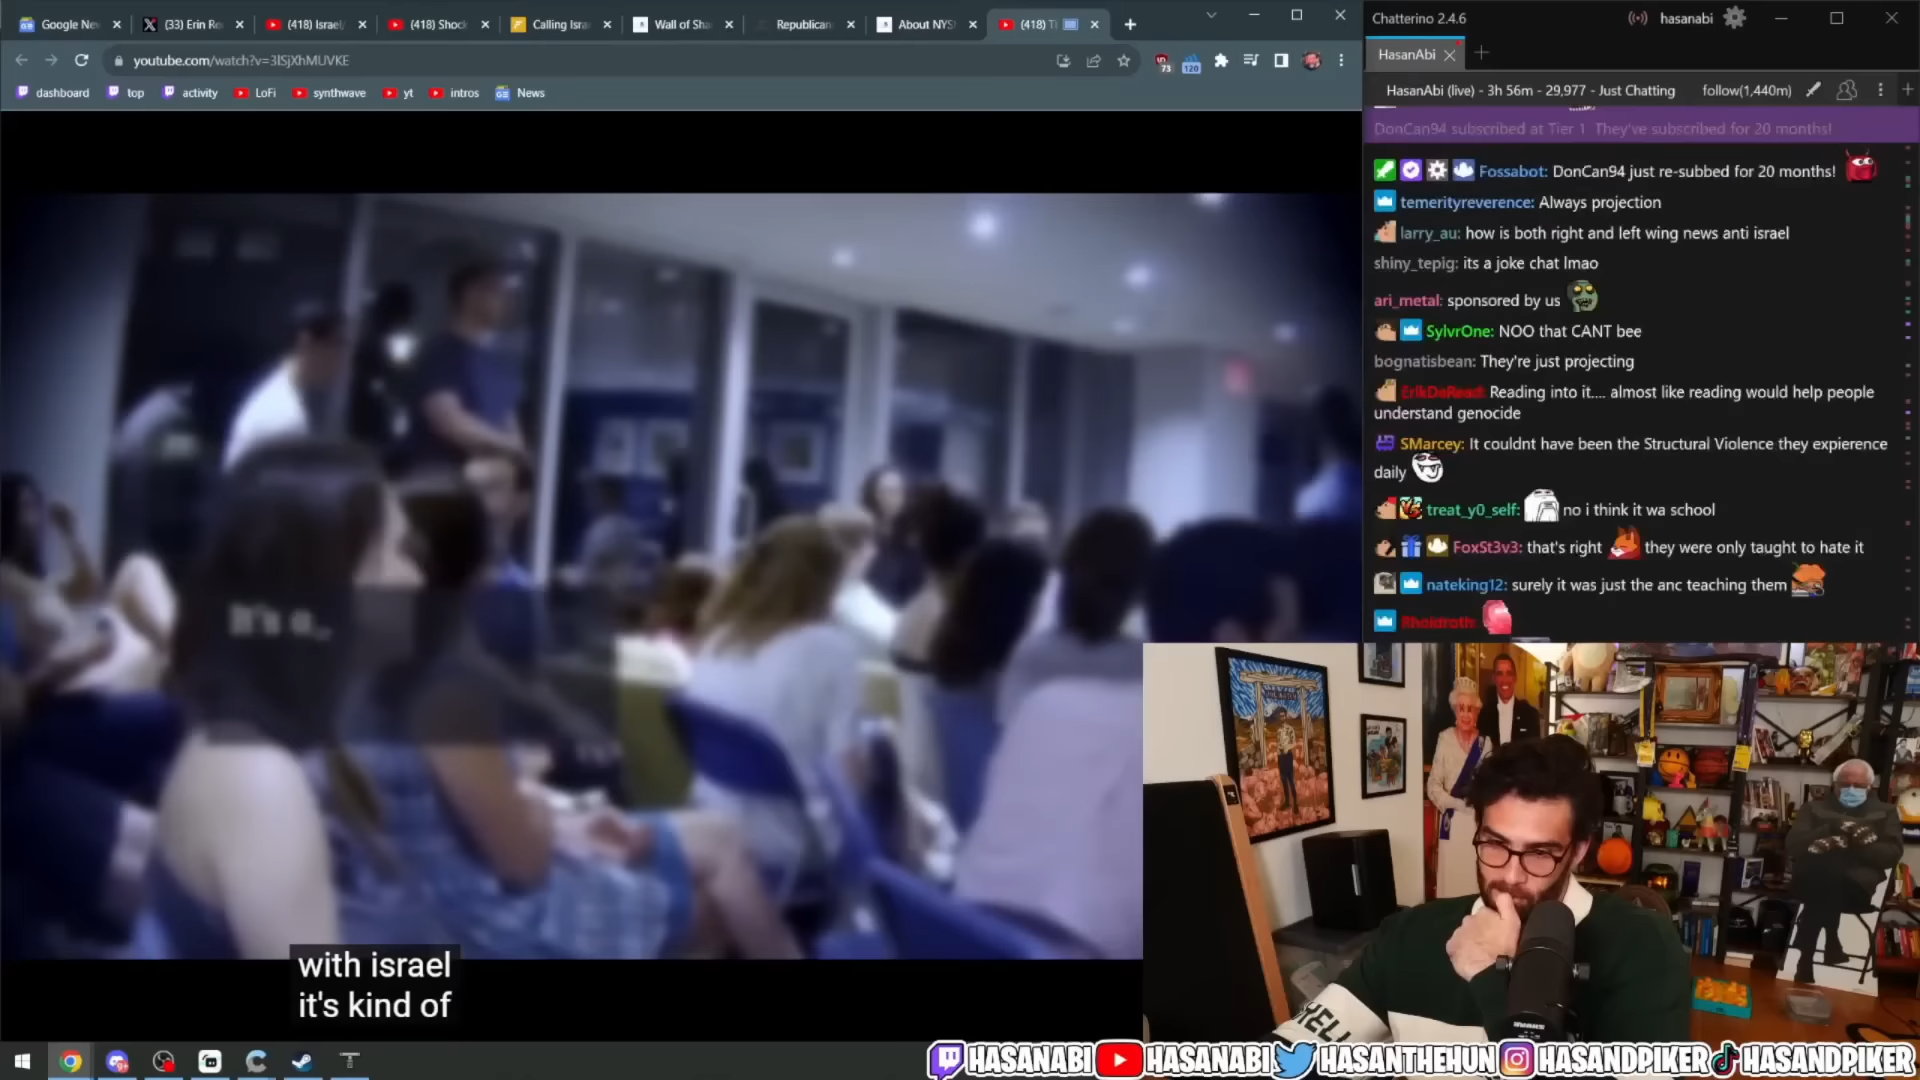 Google Ne
(33) Erin Re
(418) Israel/
(418) Shoc
Calling Isra
Wall of Sha
Republican
About NYS
(418) Ti
youtube.com/watch?v=3ISjXhMUVKE
73
120
dashboard
top
activity
LoFi
synthwave
yt
intros
News
with israel
it's kind of
Chatterino 2.4.6
hasanabi
HasanAbi
HasanAbi (live) - 3h 56m - 29,977 - Just Chatting
follow(1,440m)
DonCan94 subscribed at Tier 1 They've subscribed for 20 months!
Fossabot: DonCan94 just re-subbed for 20 months!
temerityreverence: Always projection
larry_au: how is both right and left wing news anti israel
shiny_tepig: its a joke chat lmao
ari_metal: sponsored by us
SylvrOne: NOO that CANT bee
bognatisbean: They're just projecting
ErikDaRead: Reading into it.... almost like reading would help people
understand genocide
SMarcey: It couldnt have been the Structural Violence they expierence
daily
treat_y0_self: no i think it wa school
FoxSt3v3: that's right they were only taught to hate it
nateking12: surely it was just the anc teaching them
HASANABI HASANABI HASANTHEHUN HASANDPIKER HASANDPIKER